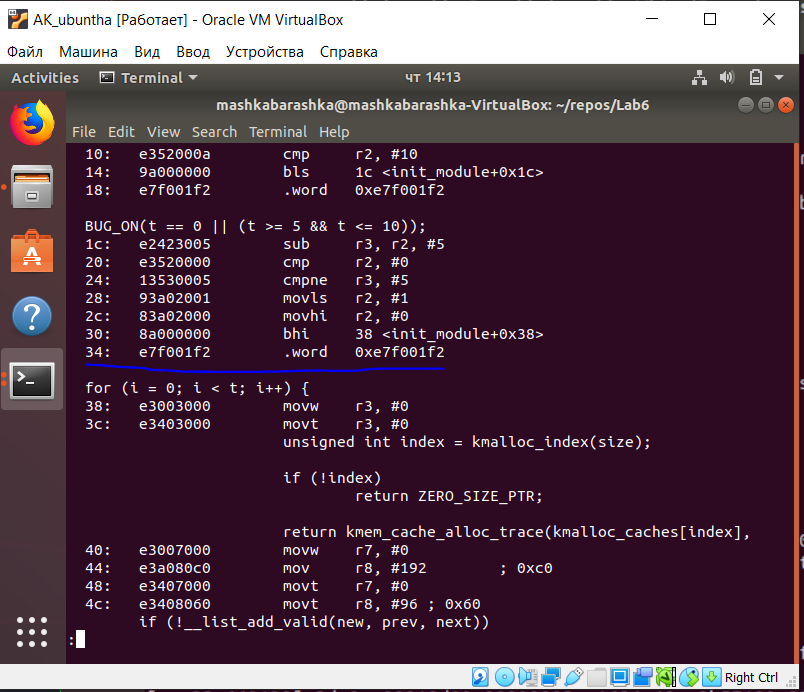 AK_ubuntha [Работает] - Oracle VM VirtualBox
Файл Машина Вид Ввод Устройства Справка
Activities Terminal чт 14:13
mashkabarashka@mashkabarashka-VirtualBox: ~/repos/Lab6
File Edit View Search Terminal Help
10: e352000a cmp r2, #10
14: 9a000000 bls 1c <init_module+0x1c>
18: e7f001f2 .word 0xe7f001f2
BUG_ON(t == 0 || (t >= 5 && t <= 10));
1c: e2423005 sub r3, r2, #5
20: e3520000 cmp r2, #0
24: 13530005 cmpne r3, #5
28: 93a02001 movls r2, #1
2c: 83a02000 movhi r2, #0
30: 8a000000 bhi 38 <init_module+0x38>
34: e7f001f2 .word 0xe7f001f2
for (i = 0; i < t; i++) {
38: e3003000 movw r3, #0
3c: e3403000 movt r3, #0
unsigned int index = kmalloc_index(size);
if (!index)
return ZERO_SIZE_PTR;
return kmem_cache_alloc_trace(kmalloc_caches[index],
40: e3007000 movw r7, #0
44: e3a080c0 mov r8, #192 ; 0xc0
48: e3407000 movt r7, #0
4c: e3408060 movt r8, #96 ; 0x60
if (!__list_add_valid(new, prev, next))
:
Right Ctrl